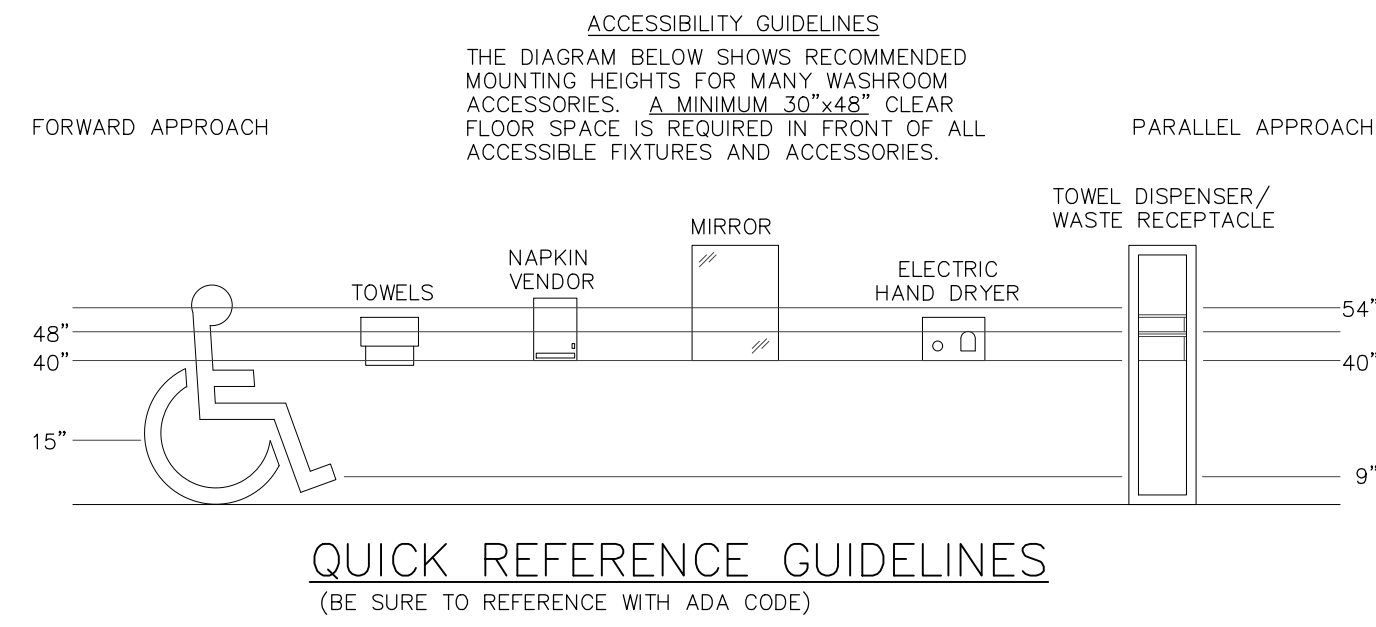 ACCESSIBILITY GUIDELINES
THE DIAGRAM BELOW SHOWS RECOMMENDED
MOUNTING HEIGHTS FOR MANY WASHROOM
ACCESSORIES. A MINIMUM 30"x48" CLEAR
FLOOR SPACE IS REQUIRED IN FRONT OF ALL
ACCESSIBLE FIXTURES AND ACCESSORIES.
FORWARD APPROACH
PARALLEL APPROACH
TOWEL DISPENSER/
WASTE RECEPTACLE
MIRROR
NAPKIN
VENDOR
ELECTRIC
HAND DRYER
TOWELS
54"
48"
40"
40"
15"
9"
QUICK REFERENCE GUIDELINES
(BE SURE TO REFERENCE WITH ADA CODE)